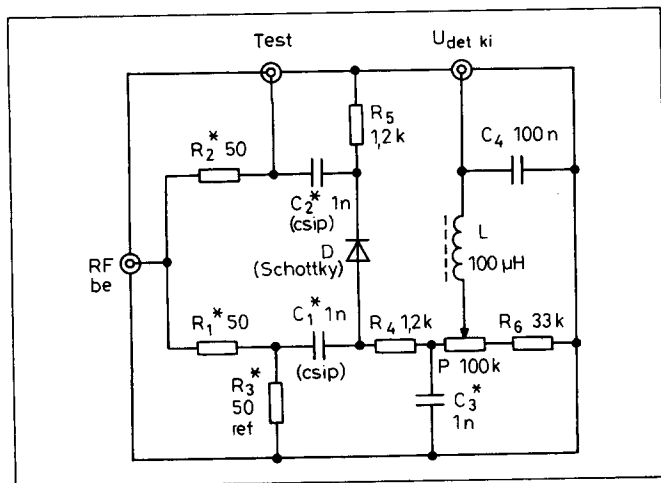 Test
U det ki
R5
1,2 k
R2* 50
C4 100 n
C2* 1n
(csip)
D
(Schottky)
L
100 µH
RF
be
R1* 50
C1* 1n
(csip)
R4 1,2 k
R6 33 k
P 100 k
R3*
50
ref
C3*
1n